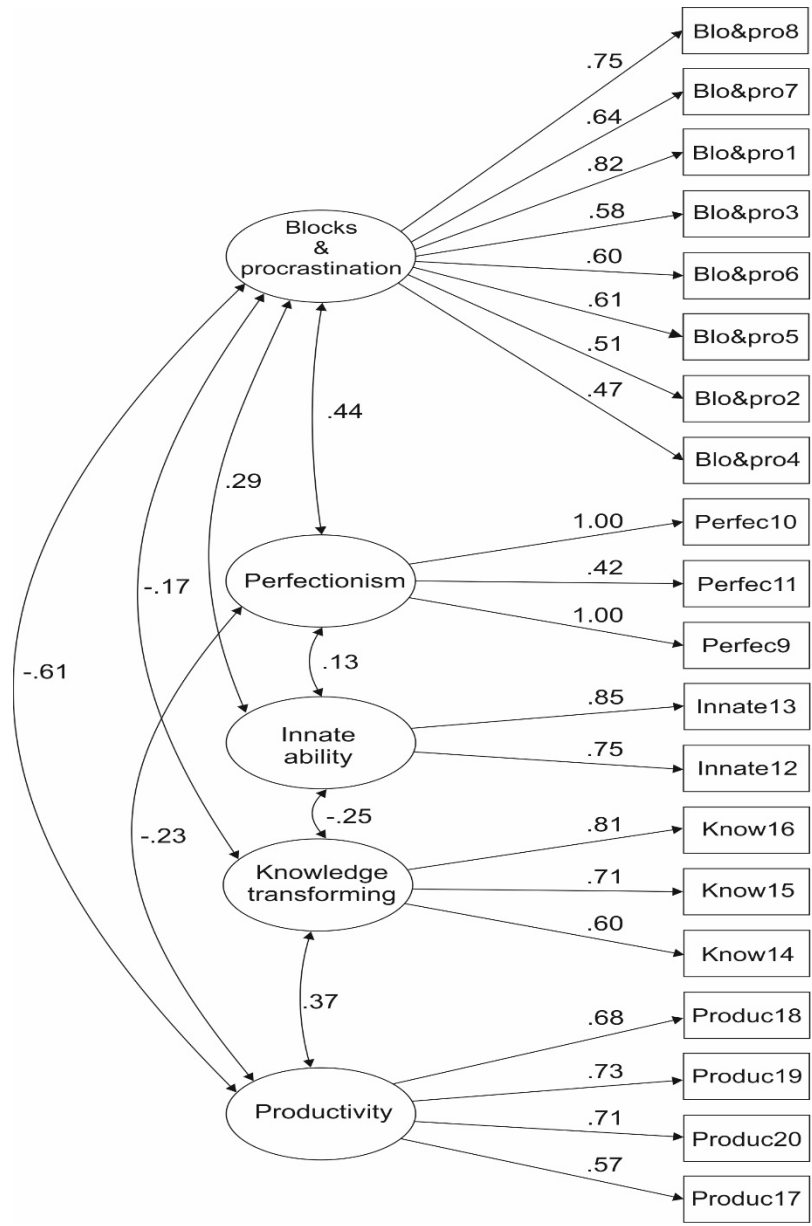 Blo&pro8
.75
Blo&pro7
.64
Blo&pro1
.82
Blo&pro3
.58
Blocks
&
procrastination
Blo&pro6
.60
Blo&pro5
.61
Blo&pro2
.51
Blo&pro4
.47
.44
.29
-.17
-.61
Perfec10
1.00
Perfectionism
Perfec11
.42
Perfec9
1.00
.13
-.23
Innate13
.85
Innate
ability
Innate12
.75
-.25
Know16
.81
Knowledge
transforming
Know15
.71
Know14
.60
.37
Produc18
.68
Produc19
.73
Productivity
Produc20
.71
Produc17
.57